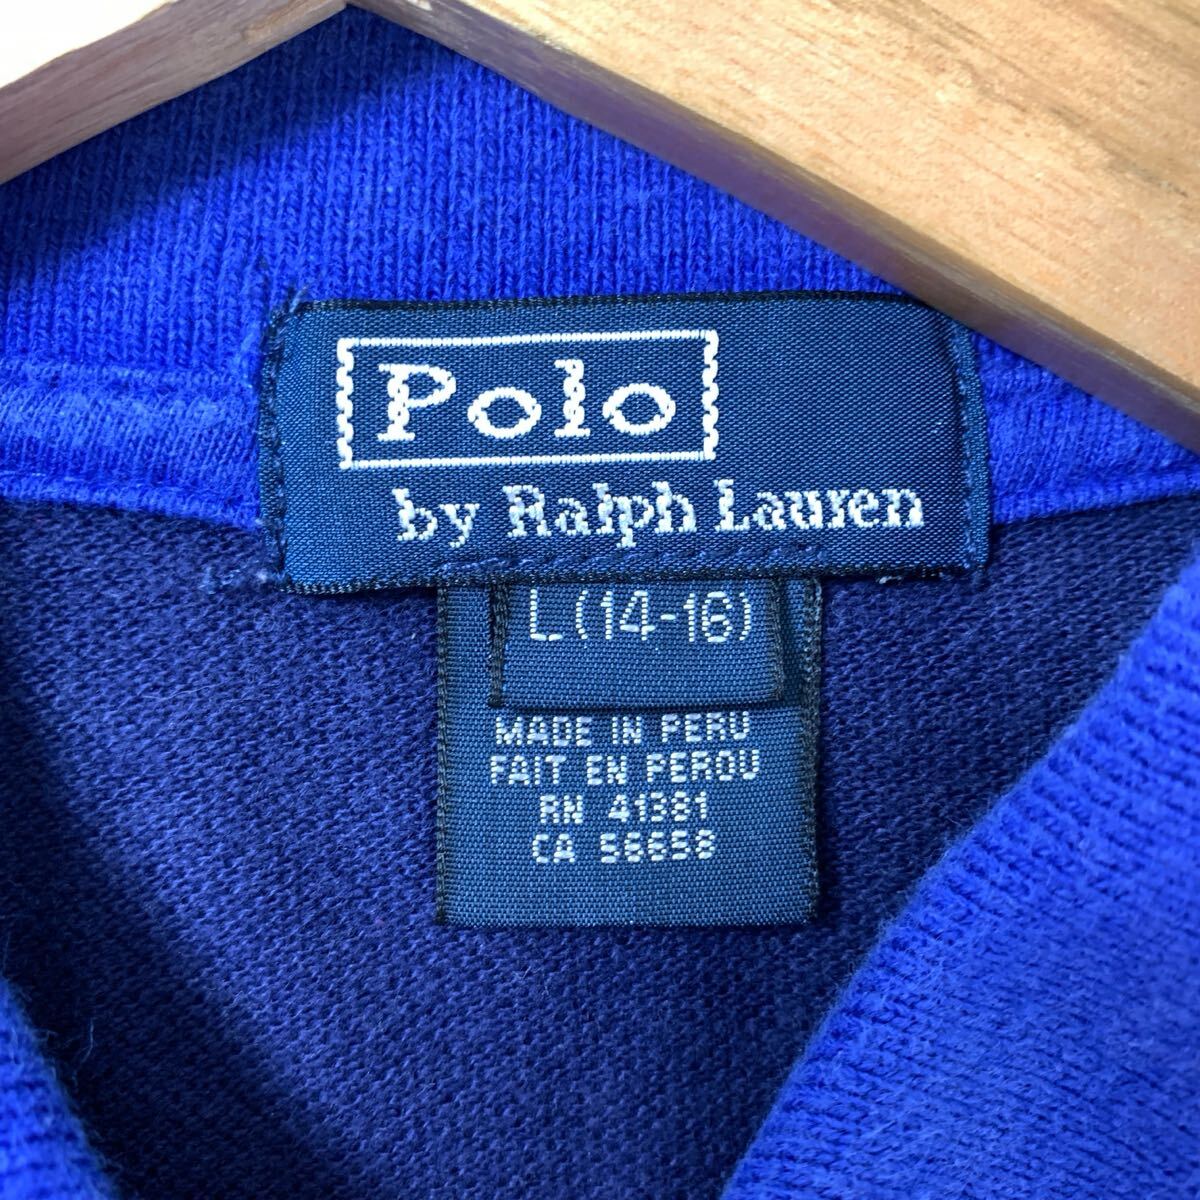 Polo
by Ralph Lauren
L (14-16)
MADE IN PERU
FAIT EN PEROU
RN 41381
CA 56658